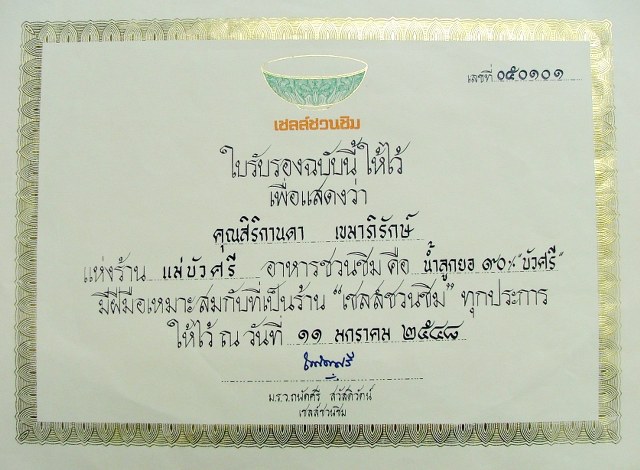 เลขที่ ๐๕๐๑๐๑
เชลล์ชวนชิม
ใบรับรองฉบับนี้ ให้ไว้
เพื่อแสดงว่า
คุณสิริกานดา เขมาภิรักษ์
แห่งร้าน แม่บัวศรี อาหารชวนชิม คือ น้ำลูกยอ ๑๐๐% "บัวศรี"
มีฝีมือเหมาะสมกับที่เป็นร้าน "เชลล์ชวนชิม" ทุกประการ
ให้ไว้ ณ วันที่ ๑๑ มกราคม ๒๕๔๘
ม.ร.ว.ถนัดศรี สวัสดิวัตน์
เชลล์ชวนชิม